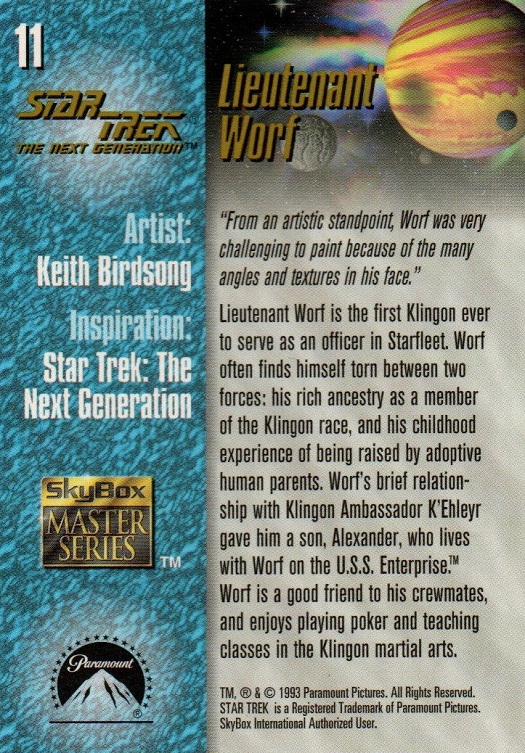 11
STAR TREK
THE NEXT GENERATION™
Artist:
Keith Birdsong
Inspiration:
Star Trek: The
Next Generation
SkyBox
MASTER
SERIES
TM
Paramount
®
Lieutenant
Worf
"From an artistic standpoint, Worf was very
challenging to paint because of the many
angles and textures in his face."
Lieutenant Worf is the first Klingon ever
to serve as an officer in Starfleet. Worf
often finds himself torn between two
forces: his rich ancestry as a member
of the Klingon race, and his childhood
experience of being raised by adoptive
human parents. Worf's brief relation-
ship with Klingon Ambassador K'Ehleyr
gave him a son, Alexander, who lives
with Worf on the U.S.S. Enterprise.™
Worf is a good friend to his crewmates,
and enjoys playing poker and teaching
classes in the Klingon martial arts.
TM, ® & © 1993 Paramount Pictures. All Rights Reserved.
STAR TREK is a Registered Trademark of Paramount Pictures.
SkyBox International Authorized User.